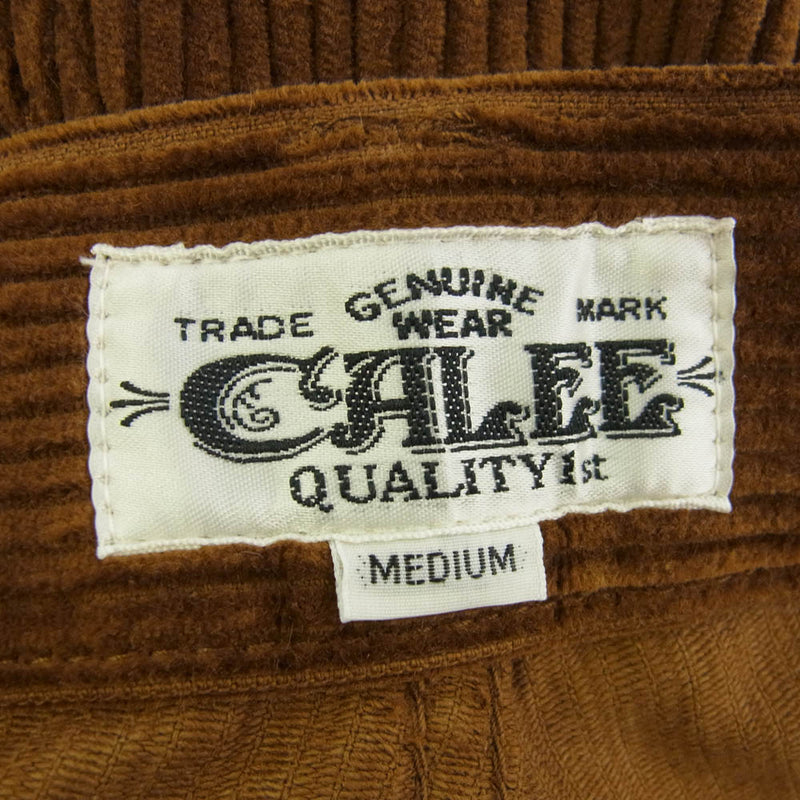 GENUINE
TRADE WEAR MARK
CALEE
QUALITY 1st
MEDIUM